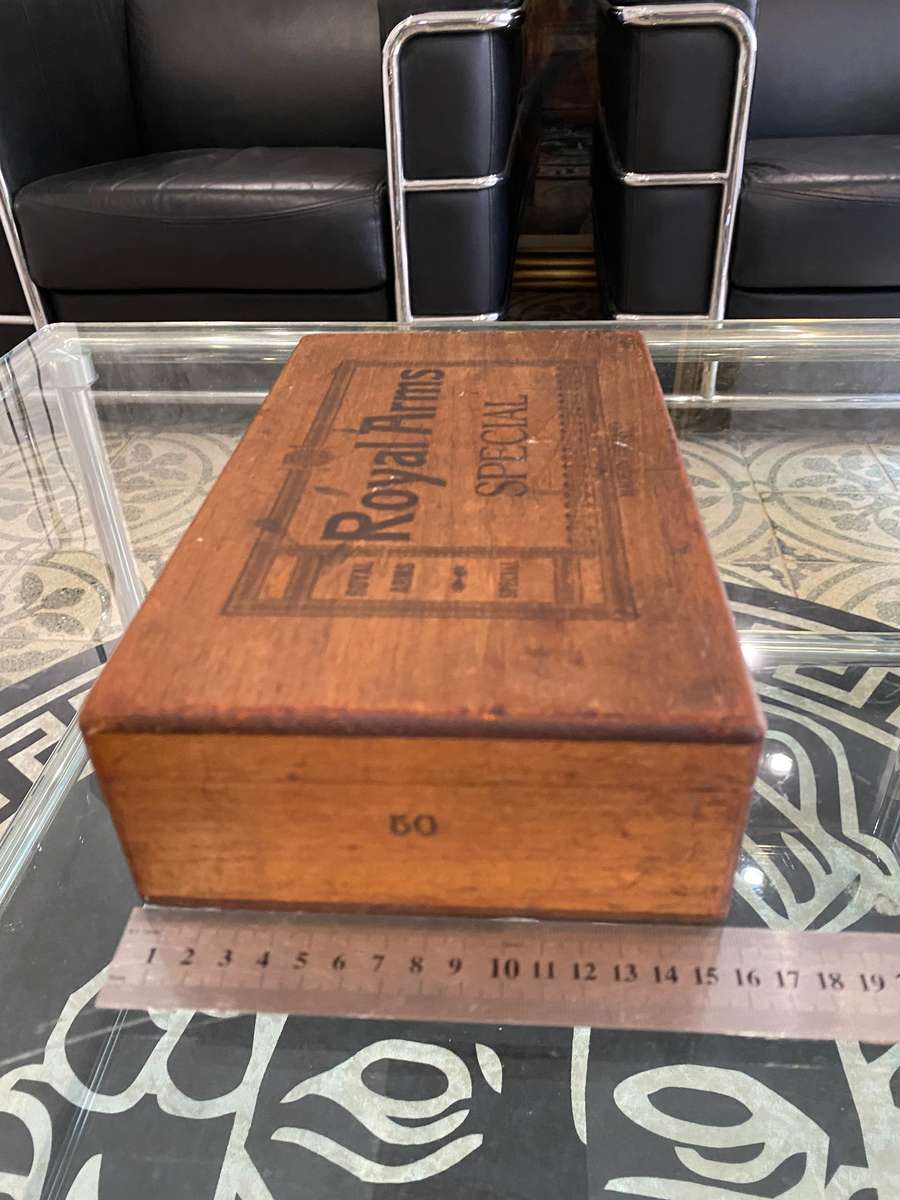 Royal Arms
SPECIAL
ROYAL
ARMS
SPECIAL
50
1 2 3 4 5 6 7 8 9 10 11 12 13 14 15 16 17 18 19